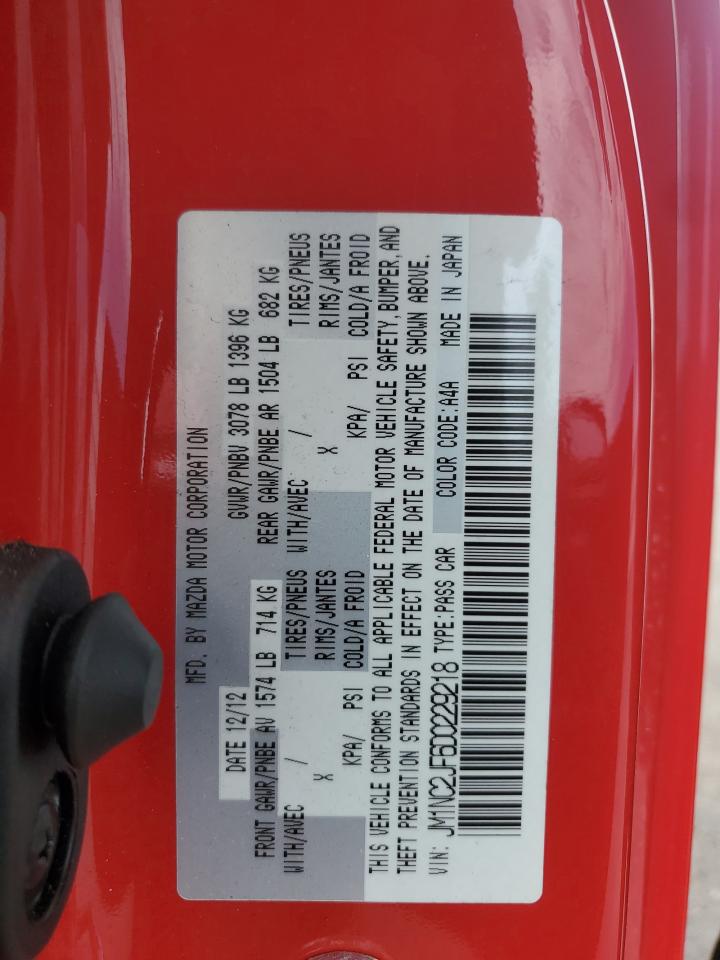 MFD. BY MAZDA MOTOR CORPORATION
DATE 12/12 GVWR/PNBV 3078 LB 1396 KG
FRONT GAWR/PNBE AV 1574 LB 714 KG REAR GAWR/PNBE AR 1504 LB 682 KG
WITH/AVEC / TIRES/PNEUS WITH/AVEC / TIRES/PNEUS
X RIMS/JANTES X RIMS/JANTES
KPA/ PSI COLD/A FROID KPA/ PSI COLD/A FROID
THIS VEHICLE CONFORMS TO ALL APPLICABLE FEDERAL MOTOR VEHICLE SAFETY, BUMPER, AND
THEFT PREVENTION STANDARDS IN EFFECT ON THE DATE OF MANUFACTURE SHOWN ABOVE.
VIN: JM1NC2JF6D0229218 TYPE:PASS CAR COLOR CODE:A4A MADE IN JAPAN